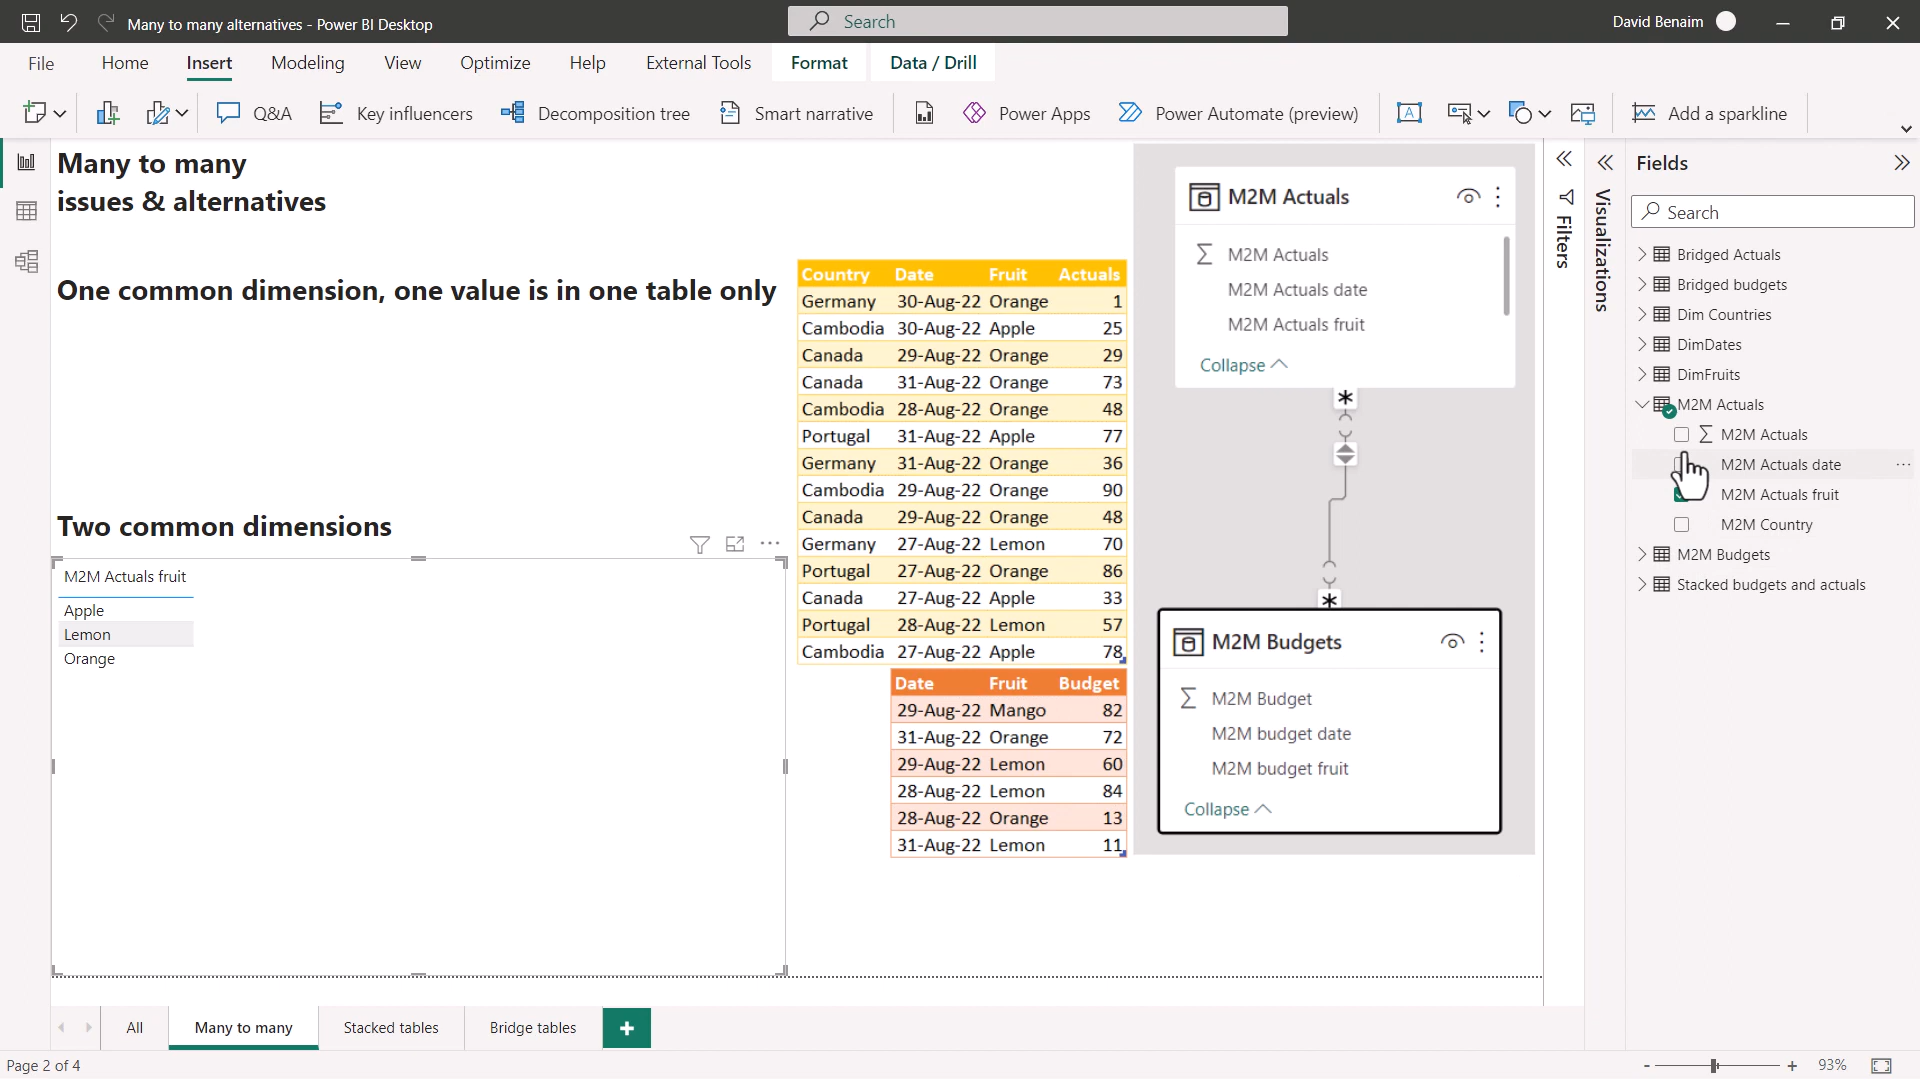 Many to many alternatives - Power BI Desktop
Search
David Benaim
File Home Insert Modeling View Optimize Help External Tools Format Data / Drill
Q&A Key influencers Decomposition tree Smart narrative Power Apps Power Automate (preview) Add a sparkline
Many to many
issues & alternatives
One common dimension, one value is in one table only
Two common dimensions
M2M Actuals fruit
Apple
Lemon
Orange
Country Date Fruit Actuals
Germany 30-Aug-22 Orange 1
Cambodia 30-Aug-22 Apple 25
Canada 29-Aug-22 Orange 29
Canada 31-Aug-22 Orange 73
Cambodia 28-Aug-22 Orange 48
Portugal 31-Aug-22 Apple 77
Germany 31-Aug-22 Orange 36
Cambodia 29-Aug-22 Orange 90
Canada 29-Aug-22 Orange 48
Germany 27-Aug-22 Lemon 70
Portugal 27-Aug-22 Orange 86
Canada 27-Aug-22 Apple 33
Portugal 28-Aug-22 Lemon 57
Cambodia 27-Aug-22 Apple 78
Date Fruit Budget
29-Aug-22 Mango 82
31-Aug-22 Orange 72
29-Aug-22 Lemon 60
28-Aug-22 Lemon 84
28-Aug-22 Orange 13
31-Aug-22 Lemon 11
M2M Actuals
∑ M2M Actuals
M2M Actuals date
M2M Actuals fruit
Collapse
*
*
M2M Budgets
∑ M2M Budget
M2M budget date
M2M budget fruit
Collapse
Filters
Visualizations
Fields
Search
Bridged Actuals
Bridged budgets
Dim Countries
DimDates
DimFruits
M2M Actuals
∑ M2M Actuals
M2M Actuals date
M2M Actuals fruit
M2M Country
M2M Budgets
Stacked budgets and actuals
All Many to many Stacked tables Bridge tables +
Page 2 of 4
- + 93%